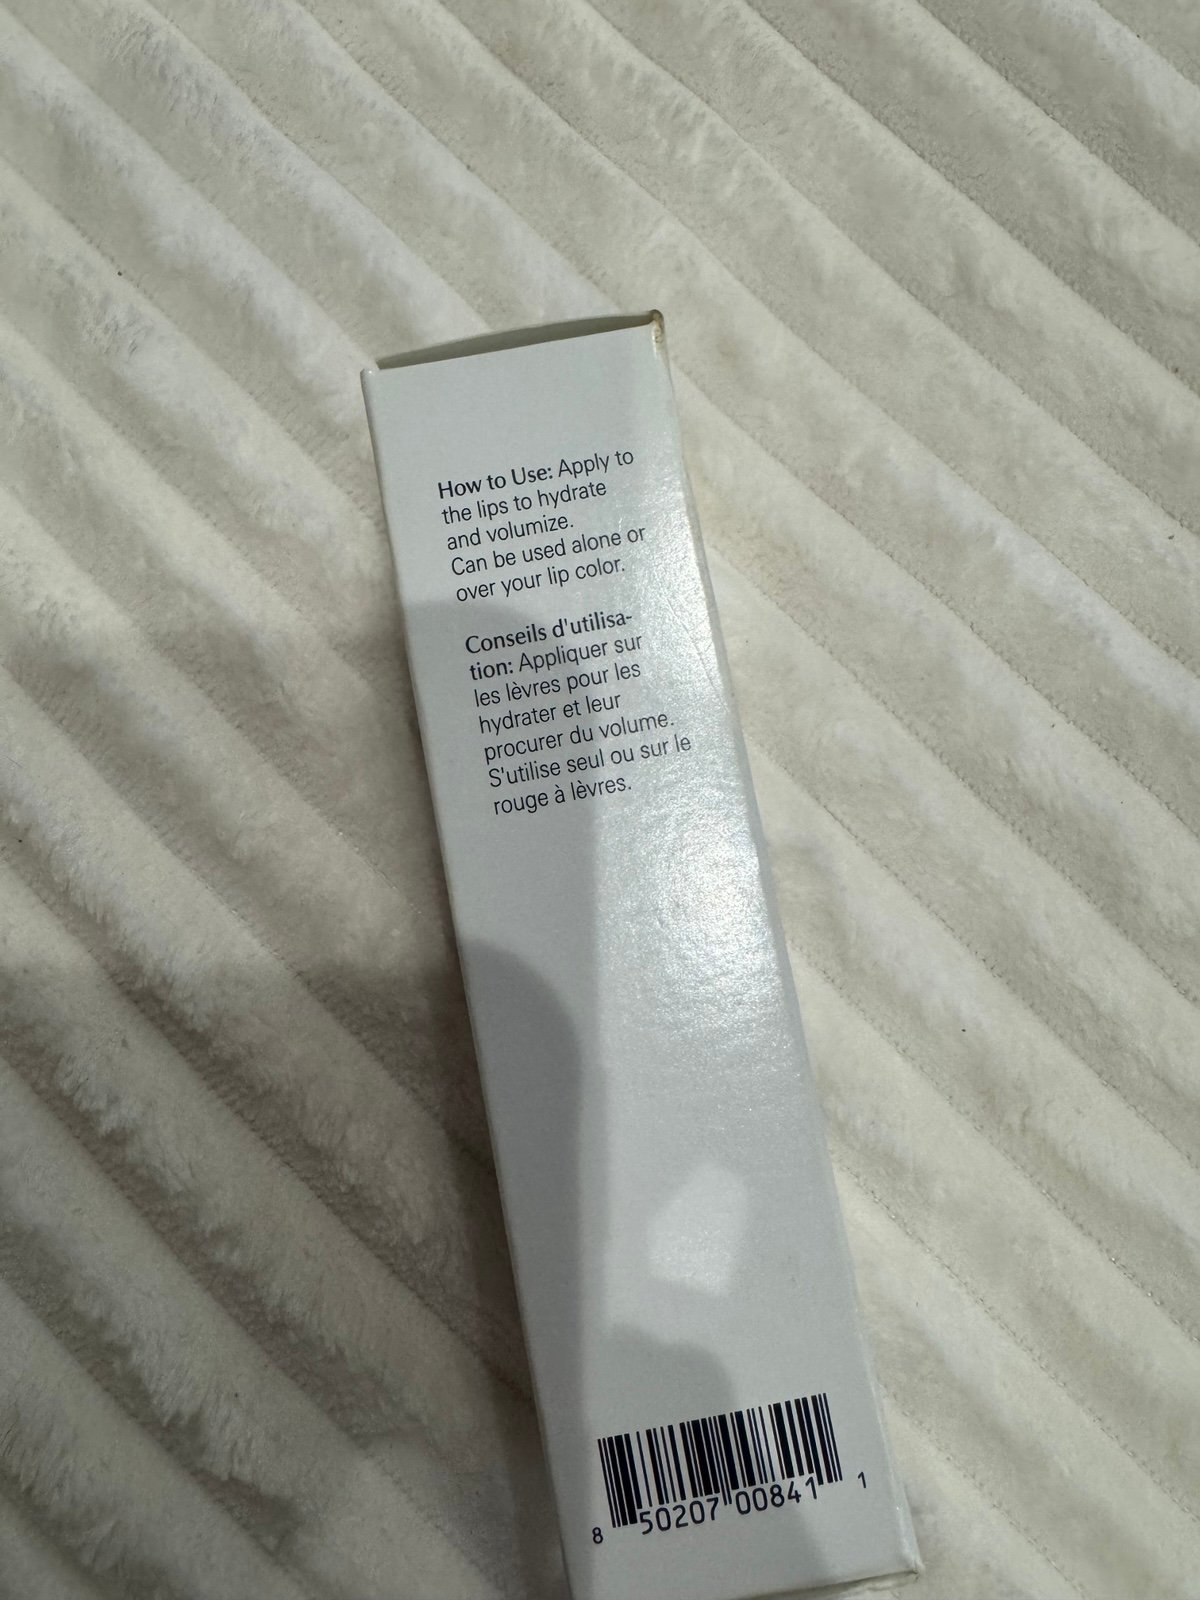 How to Use: Apply to
the lips to hydrate
and volumize.
Can be used alone or
over your lip color.
Conseils d'utilisa-
tion: Appliquer sur
les lèvres pour les
hydrater et leur
procurer du volume.
S'utilise seul ou sur le
rouge à lèvres.
8 50207 00841 1